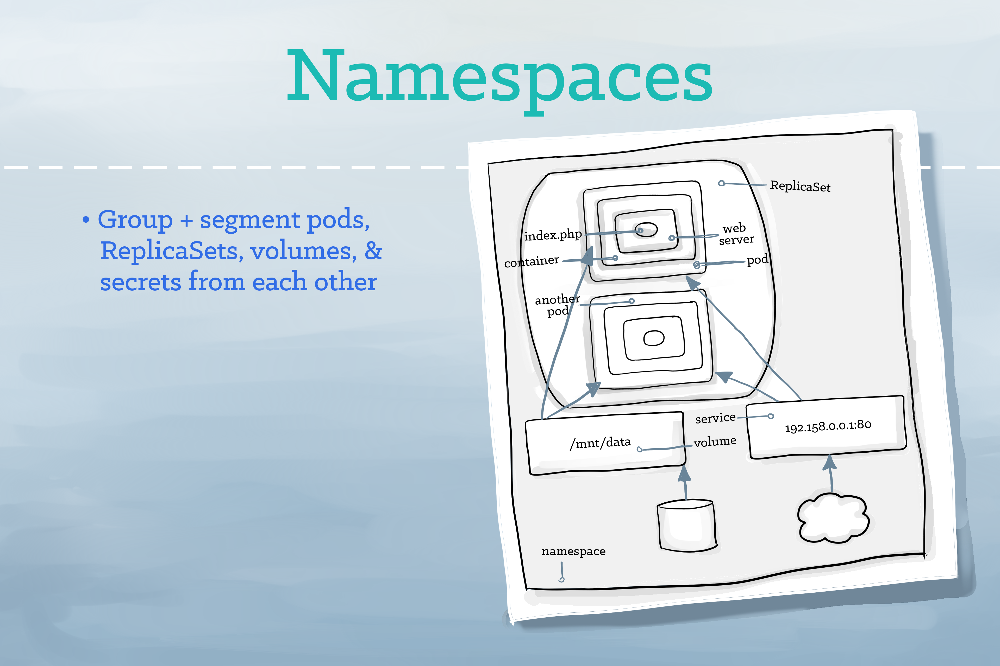 Namespaces
• Group + segment pods,
ReplicaSets, volumes, &
secrets from each other
ReplicaSet
index.php
web
server
container
pod
another
pod
service
192.158.0.0.1:80
/mnt/data
volume
namespace